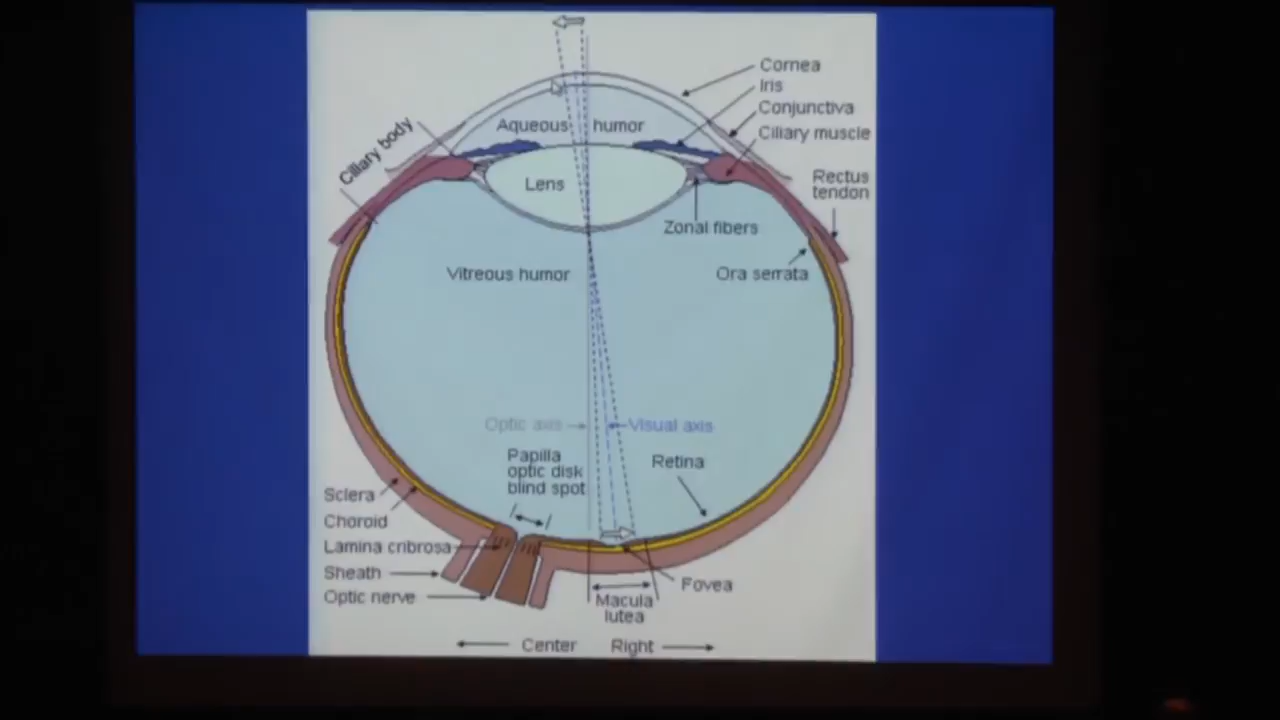 Cornea
Iris
Conjunctiva
Ciliary muscle
Aqueous humor
Ciliary body
Rectus
tendon
Lens
Zonal fibers
Vitreous humor
Ora serrata
Optic axis
Visual axis
Papilla
optic disk
blind spot
Retina
Sclera
Choroid
Lamina cribrosa
Sheath
Optic nerve
Fovea
Macula
lutea
Center
Right